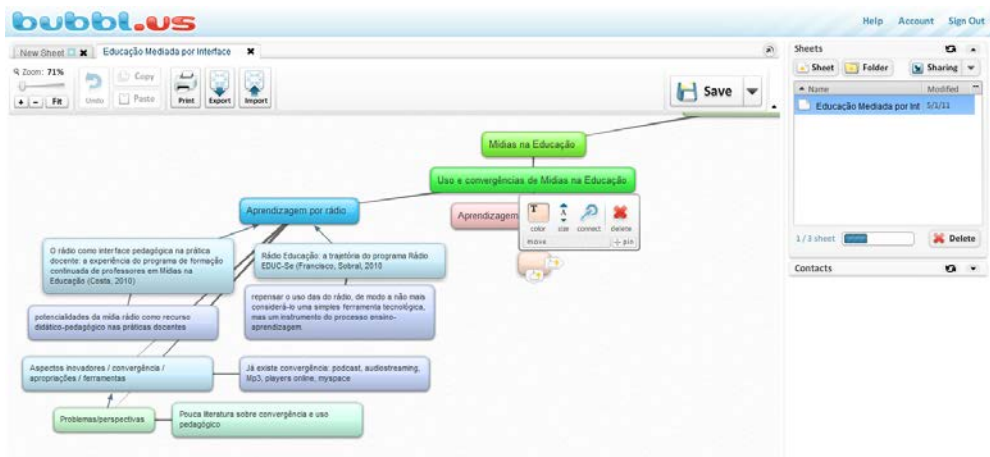 bubbl.us
Help Account Sign Out
New Sheet
Educação Mediada por Interface
Zoom: 71%
+ - Fit
Undo
Copy
Paste
Print
Export
Import
Save
Sheets
Sheet
Folder
Sharing
Name
Modified
Educação Mediada por Int 5/1/11
1 / 3 sheet
Delete
Contacts
Mídias na Educação
Uso e convergências de Mídias na Educação
Aprendizagem por rádio
Aprendizagem
T
A
color size connect delete
move
pin
O rádio como interface pedagógica na prática
docente: a experiência do programa de formação
continuada de professores em Mídias na
Educação (Costa, 2010)
Rádio Educação: a trajetória do programa Rádio
EDUC-Se (Francisco, Sobral, 2010
potencialidades da mídia rádio como recurso
didático-pedagógico nas práticas docentes
repensar o uso das do rádio, de modo a não mais
considerá-lo uma simples ferramenta tecnológica,
mas um instrumento do processo ensino-
aprendizagem.
Aspectos inovadores / convergência /
apropriações / ferramentas
Já existe convergência: podcast, audiostreaming,
Mp3, players online, myspace
Problemas/perspectivas
Pouca literatura sobre convergência e uso
pedagógico